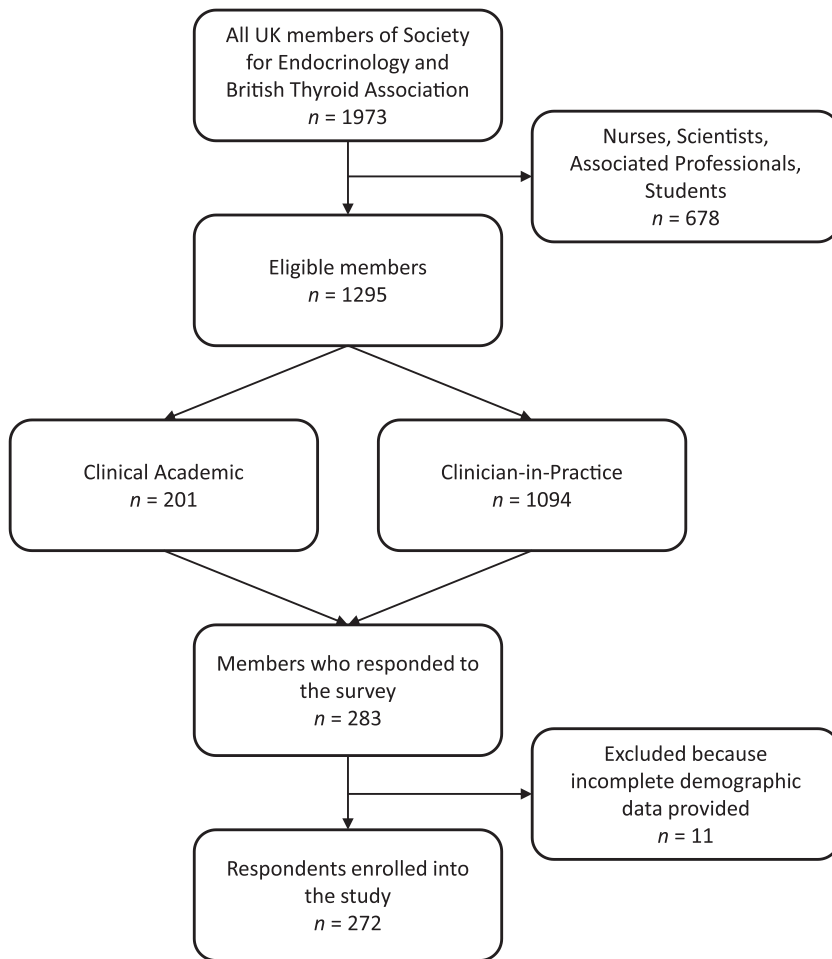 All UK members of Society
for Endocrinology and
British Thyroid Association
n = 1973
Nurses, Scientists,
Associated Professionals,
Students
n = 678
Eligible members
n = 1295
Clinical Academic
n = 201
Clinician-in-Practice
n = 1094
Members who responded to
the survey
n = 283
Excluded because
incomplete demographic
data provided
n = 11
Respondents enrolled into
the study
n = 272